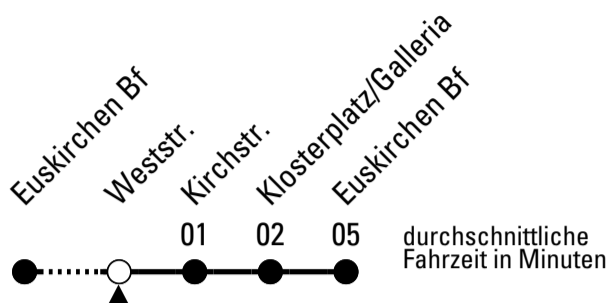 Euskirchen Bf
Weststr.
Kirchstr.
Klosterplatz/Galleria
Euskirchen Bf
01 02 05
durchschnittliche
Fahrzeit in Minuten